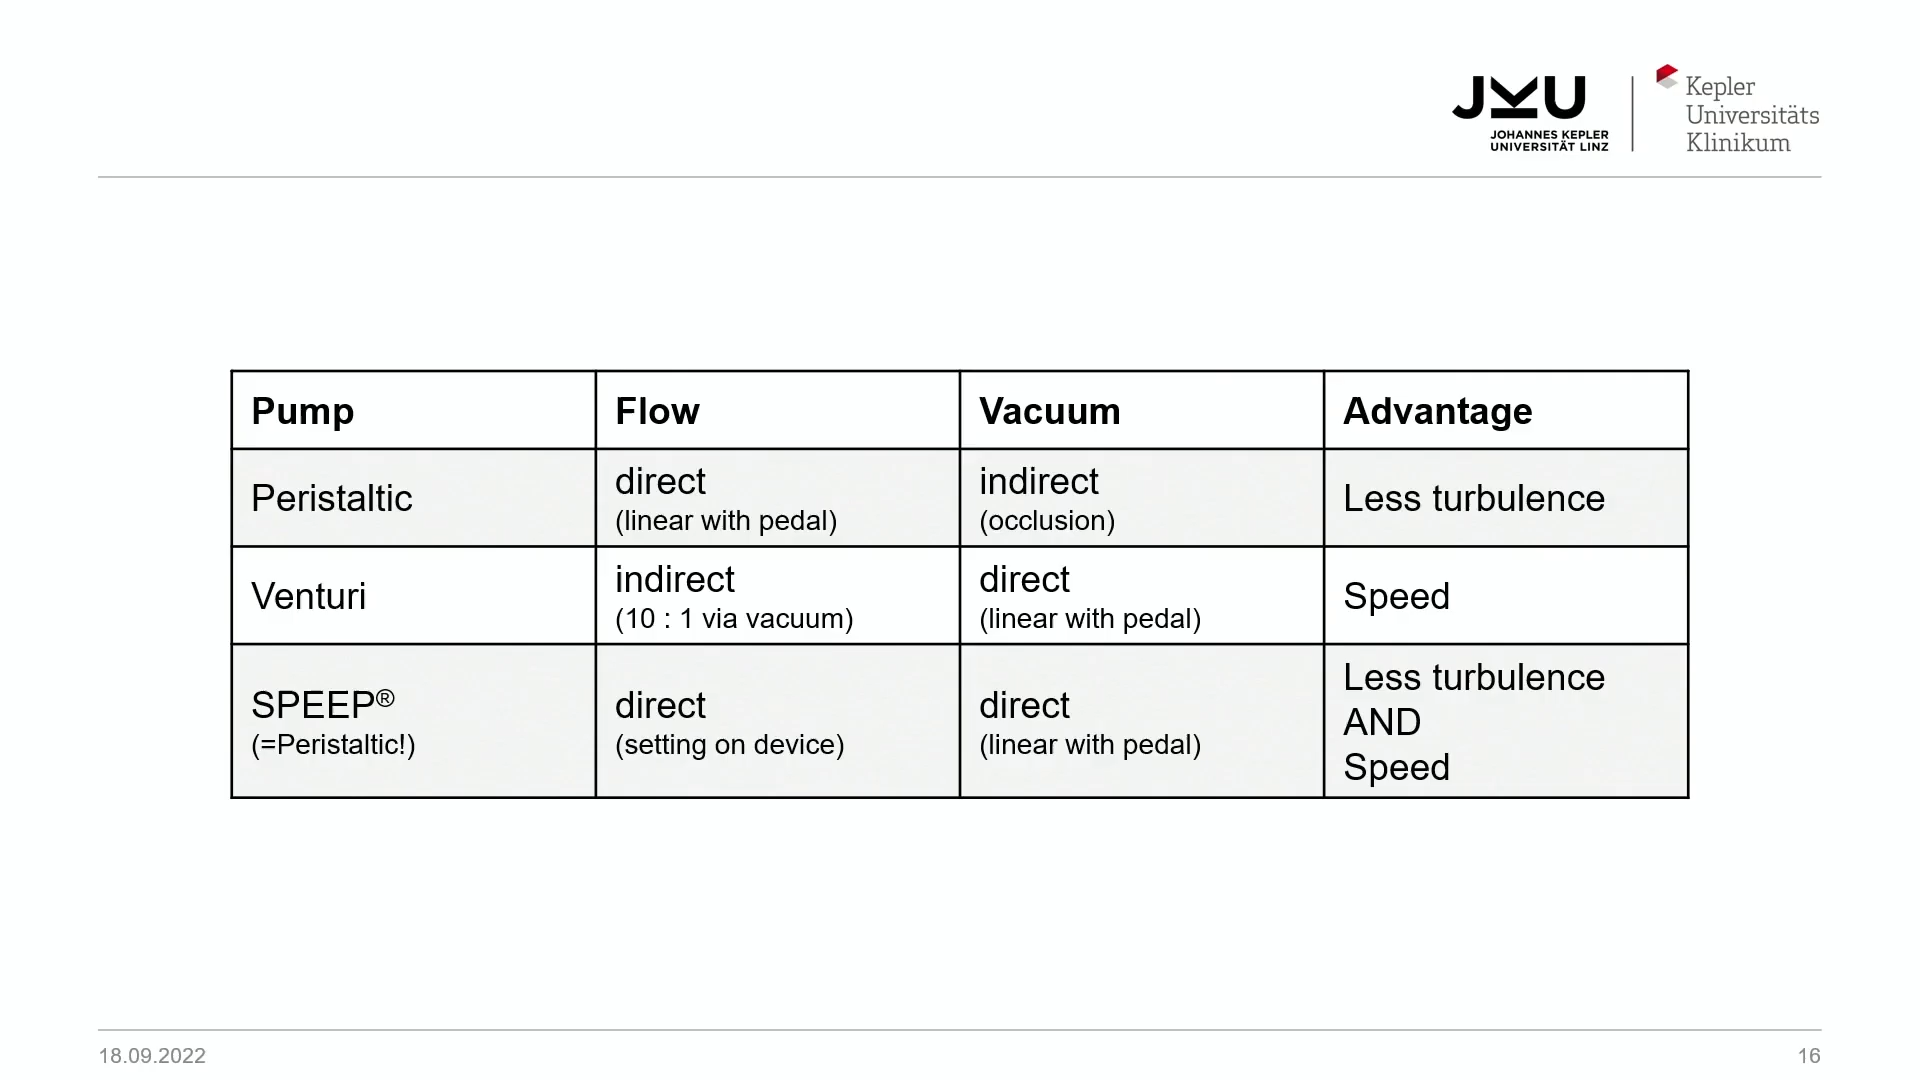 JKU
JOHANNES KEPLER
UNIVERSITÄT LINZ
Kepler
Universitäts
Klinikum
Pump Flow Vacuum Advantage
Peristaltic direct (linear with pedal) indirect (occlusion) Less turbulence
Venturi indirect (10 : 1 via vacuum) direct (linear with pedal) Speed
SPEEP® (=Peristaltic!) direct (setting on device) direct (linear with pedal) Less turbulence AND Speed
18.09.2022
16